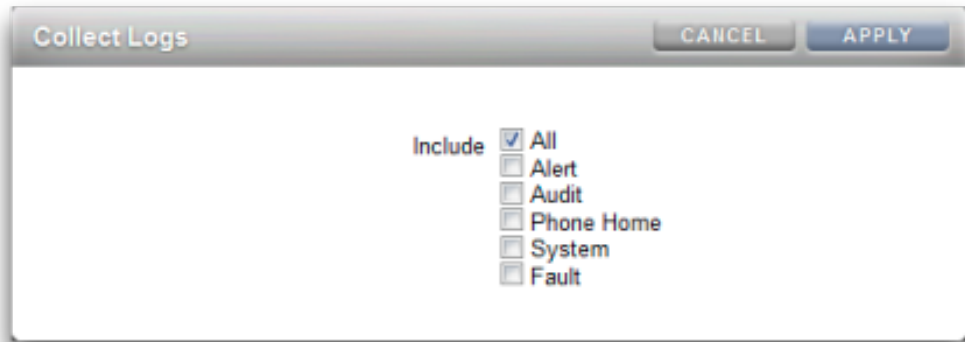 Collect Logs CANCEL APPLY
Include All
Alert
Audit
Phone Home
System
Fault